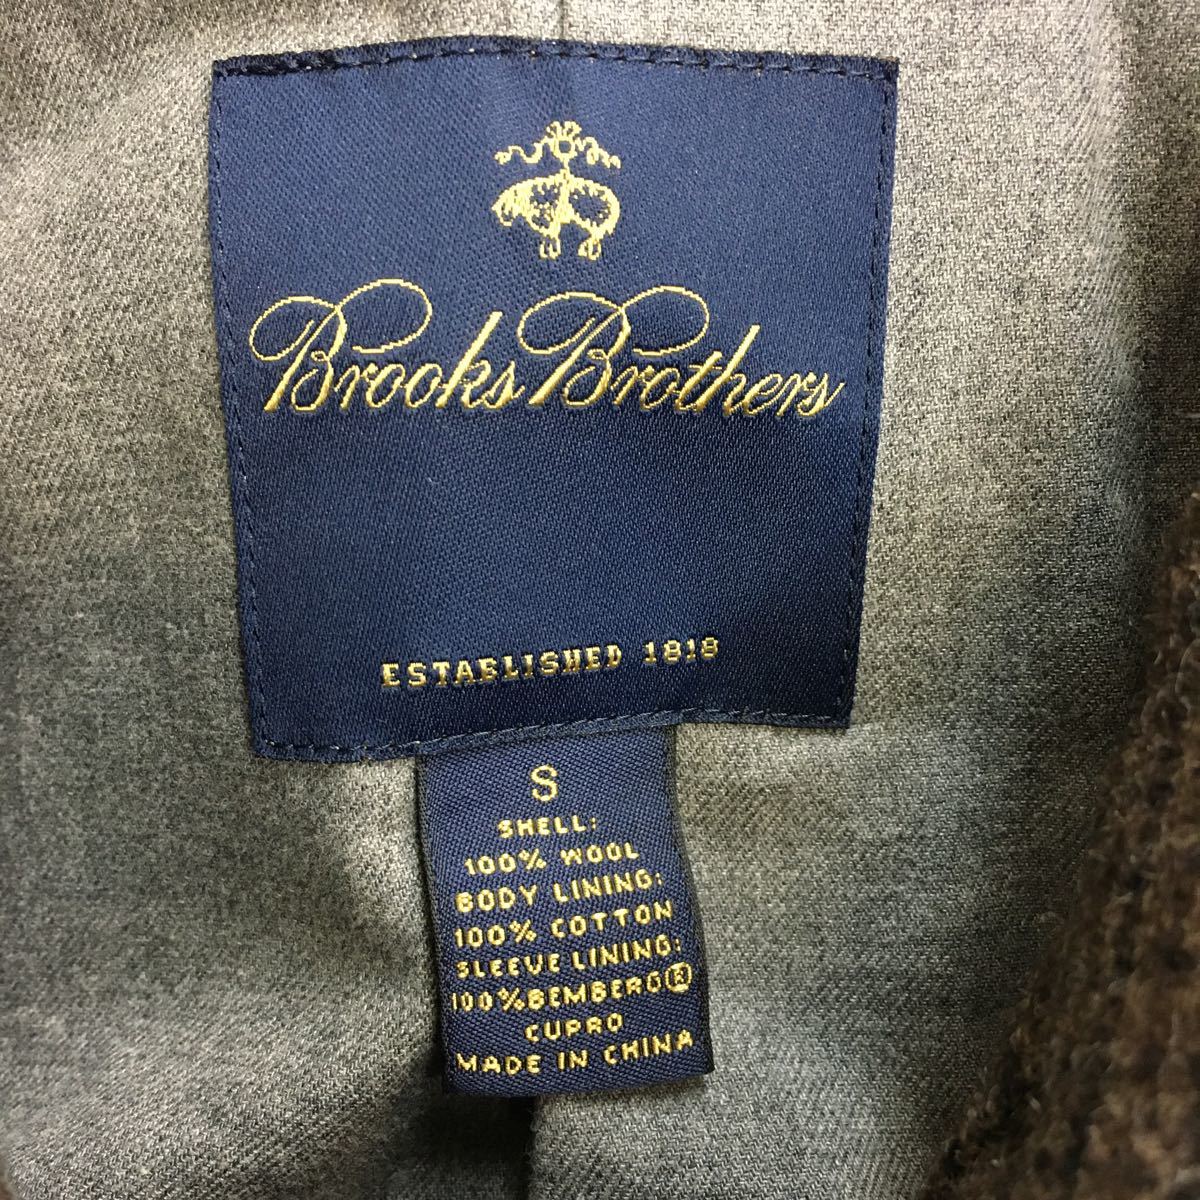 Brooks Brothers
ESTABLISHED 1818
S
SHELL:
100% WOOL
BODY LINING:
100% COTTON
SLEEVE LINING:
100%BEMBERG®
CUPRO
MADE IN CHINA